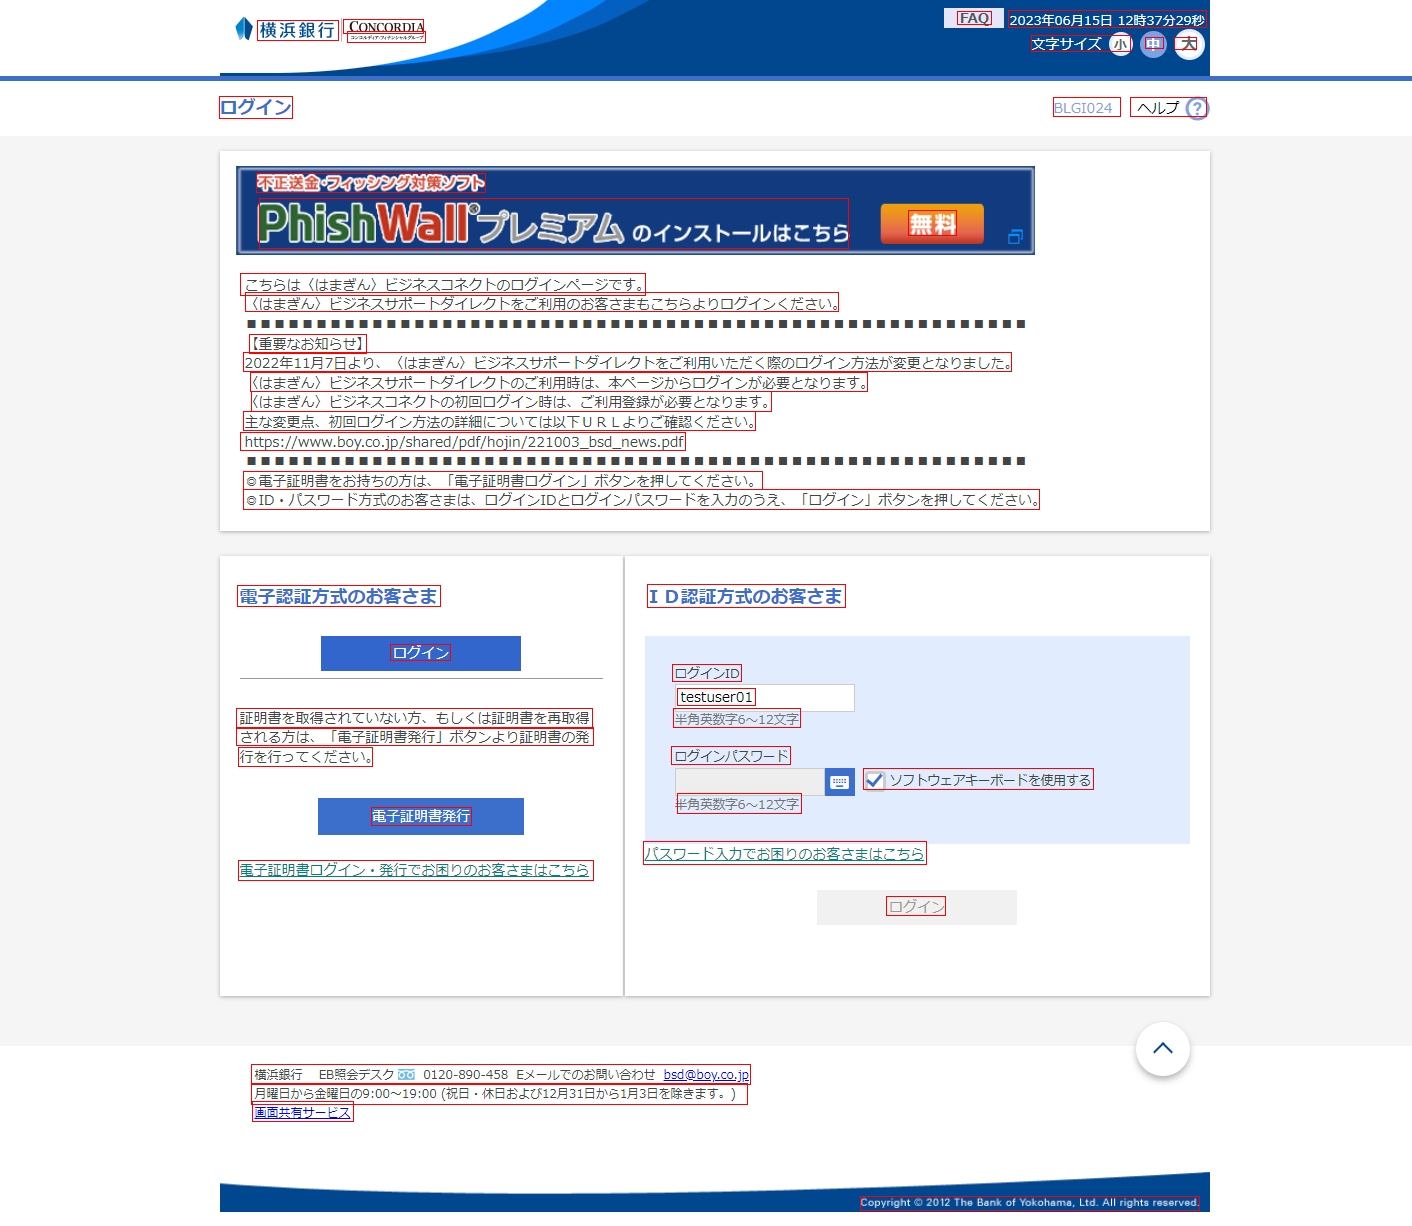 横浜銀行 CONCORDIA
コンコルディア・フィナンシャルグループ
FAQ 2023年06月15日 12時37分29秒
文字サイズ 小 中 大
ログイン BLGI024 ヘルプ ?
不正送金・フィッシング対策ソフト
PhishWall®プレミアム のインストールはこちら 無料
こちらは〈はまぎん〉ビジネスコネクトのログインページです。
〈はまぎん〉ビジネスサポートダイレクトをご利用のお客さまもこちらよりログインください。
■■■■■■■■■■■■■■■■■■■■■■■■■■■■■■■■■■■■■■■■■■■■■■■■■■■■■■■■
【重要なお知らせ】
2022年11月7日より、〈はまぎん〉ビジネスサポートダイレクトをご利用いただく際のログイン方法が変更となりました。
〈はまぎん〉ビジネスサポートダイレクトのご利用時は、本ページからログインが必要となります。
〈はまぎん〉ビジネスコネクトの初回ログイン時は、ご利用登録が必要となります。
主な変更点、初回ログイン方法の詳細については以下ＵＲＬよりご確認ください。
https://www.boy.co.jp/shared/pdf/hojin/221003_bsd_news.pdf
■■■■■■■■■■■■■■■■■■■■■■■■■■■■■■■■■■■■■■■■■■■■■■■■■■■■■■■■
◎電子証明書をお持ちの方は、「電子証明書ログイン」ボタンを押してください。
◎ID・パスワード方式のお客さまは、ログインIDとログインパスワードを入力のうえ、「ログイン」ボタンを押してください。
電子認証方式のお客さま
ログイン
証明書を取得されていない方、もしくは証明書を再取得
される方は、「電子証明書発行」ボタンより証明書の発
行を行ってください。
電子証明書発行
電子証明書ログイン・発行でお困りのお客さまはこちら
ＩＤ認証方式のお客さま
ログインID
testuser01
半角英数字6～12文字
ログインパスワード
ソフトウェアキーボードを使用する
半角英数字6～12文字
パスワード入力でお困りのお客さまはこちら
ログイン
横浜銀行 EB照会デスク 0120-890-458 Eメールでのお問い合わせ bsd@boy.co.jp
月曜日から金曜日の9:00～19:00 (祝日・休日および12月31日から1月3日を除きます。)
画面共有サービス
Copyright © 2012 The Bank of Yokohama, Ltd. All rights reserved.